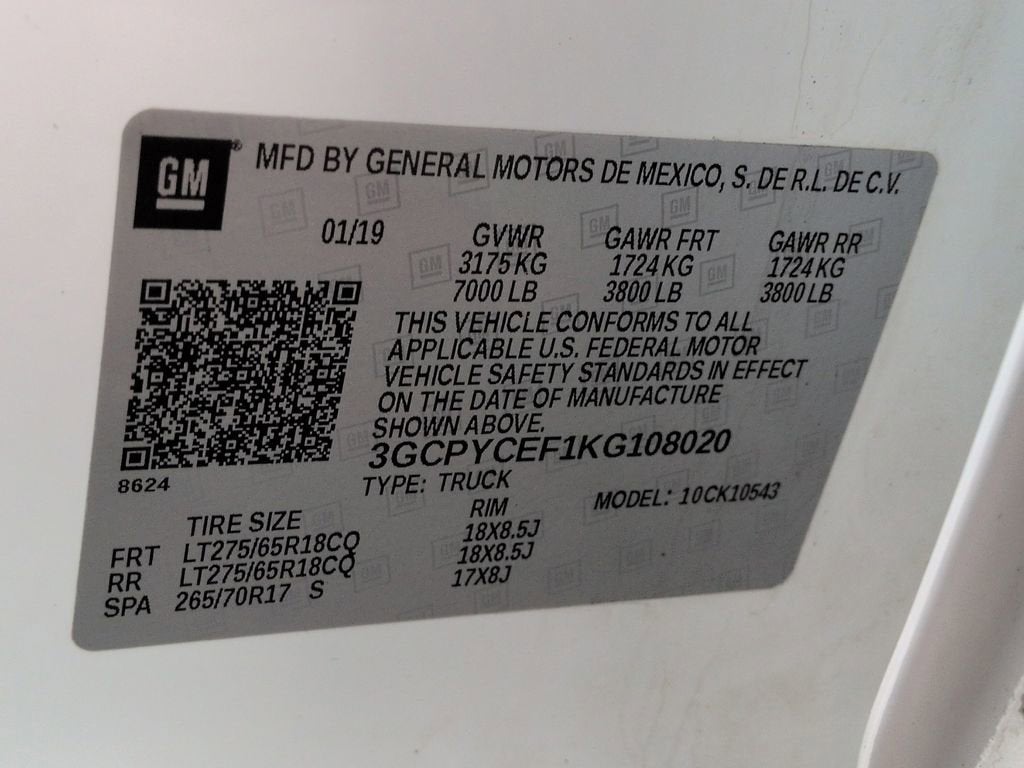 GM® MFD BY GENERAL MOTORS DE MEXICO, S. DE R.L. DE C.V.
01/19 GVWR GAWR FRT GAWR RR
3175 KG 1724 KG 1724 KG
7000 LB 3800 LB 3800 LB
THIS VEHICLE CONFORMS TO ALL
APPLICABLE U.S. FEDERAL MOTOR
VEHICLE SAFETY STANDARDS IN EFFECT
ON THE DATE OF MANUFACTURE
SHOWN ABOVE.
3GCPYCEF1KG108020
8624
TYPE: TRUCK MODEL: 10CK10543
TIRE SIZE RIM
FRT LT275/65R18CQ 18X8.5J
RR LT275/65R18CQ 18X8.5J
SPA 265/70R17 S 17X8J